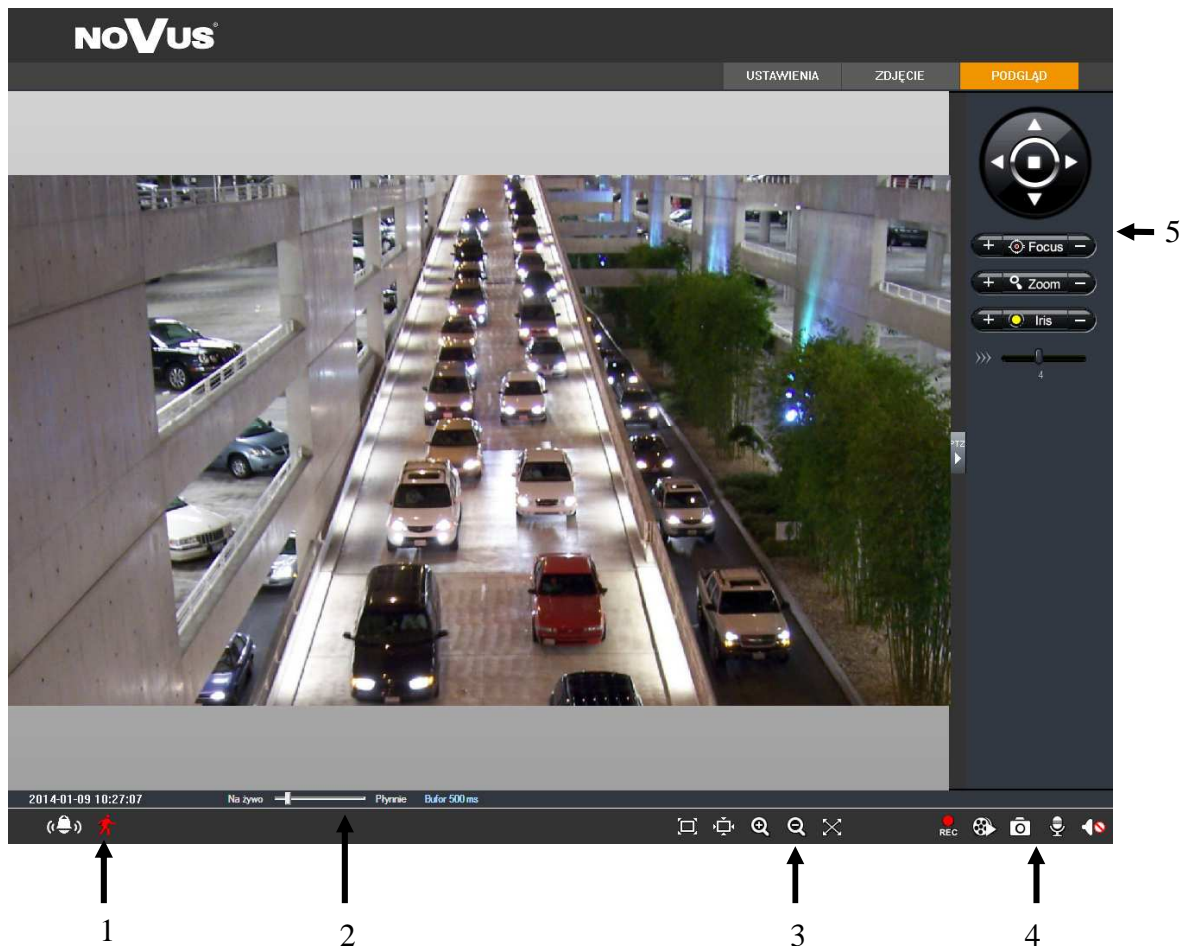 NOVUS®
USTAWIENIA ZDJĘCIE PODGLĄD
5
+ Focus −
+ Zoom −
+ Iris −
4
PTZ
2014-01-09 10:27:07 Na żywo Płynnie Bufor 500 ms
REC
1 2 3 4